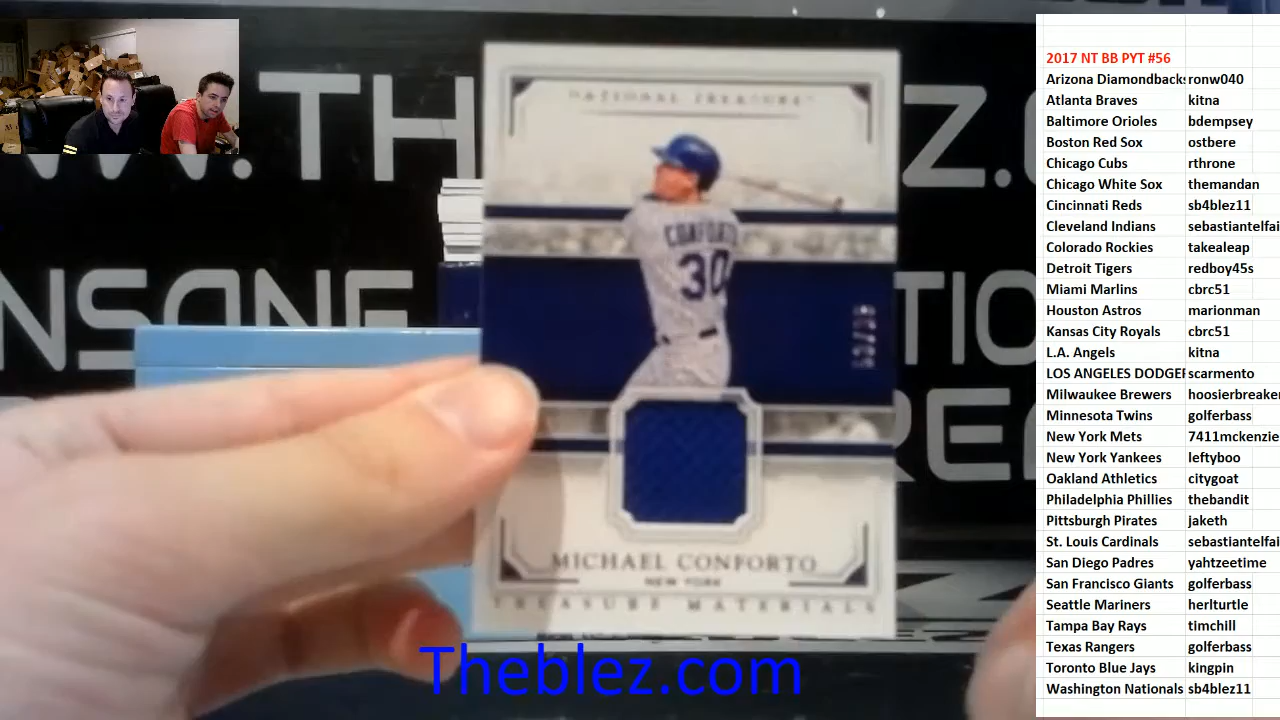 WWW.THEBLEZ.C
NATIONAL TREASURES
CONFORTO
30
MICHAEL CONFORTO
NEW YORK
TREASURE MATERIALS
Theblez.com
2017 NT BB PYT #56
Arizona Diamondbacks ronw040
Atlanta Braves kitna
Baltimore Orioles bdempsey
Boston Red Sox ostbere
Chicago Cubs rthrone
Chicago White Sox themandan
Cincinnati Reds sb4blez11
Cleveland Indians sebastiantelfai
Colorado Rockies takealeap
Detroit Tigers redboy45s
Miami Marlins cbrc51
Houston Astros marionman
Kansas City Royals cbrc51
L.A. Angels kitna
LOS ANGELES DODGER scarmento
Milwaukee Brewers hoosierbreaker
Minnesota Twins golferbass
New York Mets 7411mckenzie
New York Yankees leftyboo
Oakland Athletics citygoat
Philadelphia Phillies thebandit
Pittsburgh Pirates jaketh
St. Louis Cardinals sebastiantelfai
San Diego Padres yahtzeetime
San Francisco Giants golferbass
Seattle Mariners herlturtle
Tampa Bay Rays timchill
Texas Rangers golferbass
Toronto Blue Jays kingpin
Washington Nationals sb4blez11